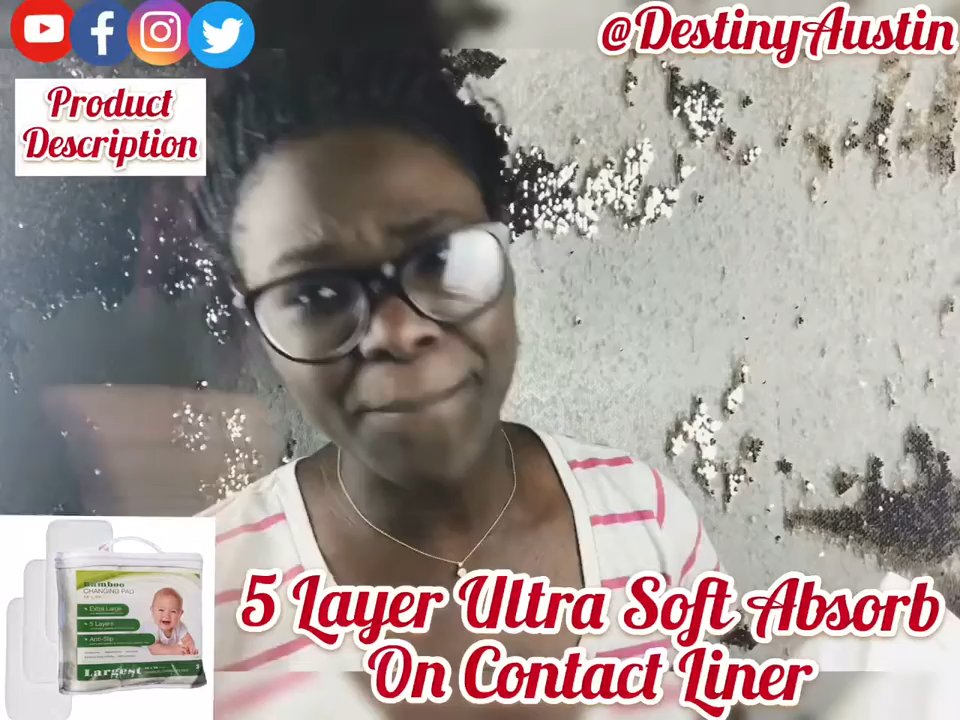 @DestinyAustin
Product
Description
Bamboo
CHANGING PAD
Extra Large
5 Layers
Anti-Slip
Largest
5 Layer Ultra Soft Absorb
On Contact Liner